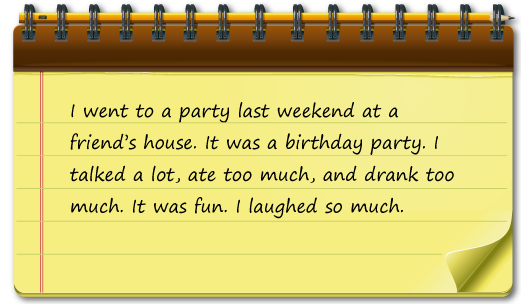 I went to a party last weekend at a
friend's house. It was a birthday party. I
talked a lot, ate too much, and drank too
much. It was fun. I laughed so much.